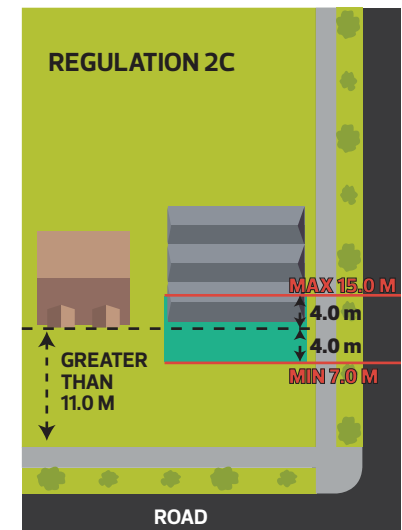 REGULATION 2C
MAX 15.0 M
4.0 m
4.0 m
MIN 7.0 M
GREATER
THAN
11.0 M
ROAD